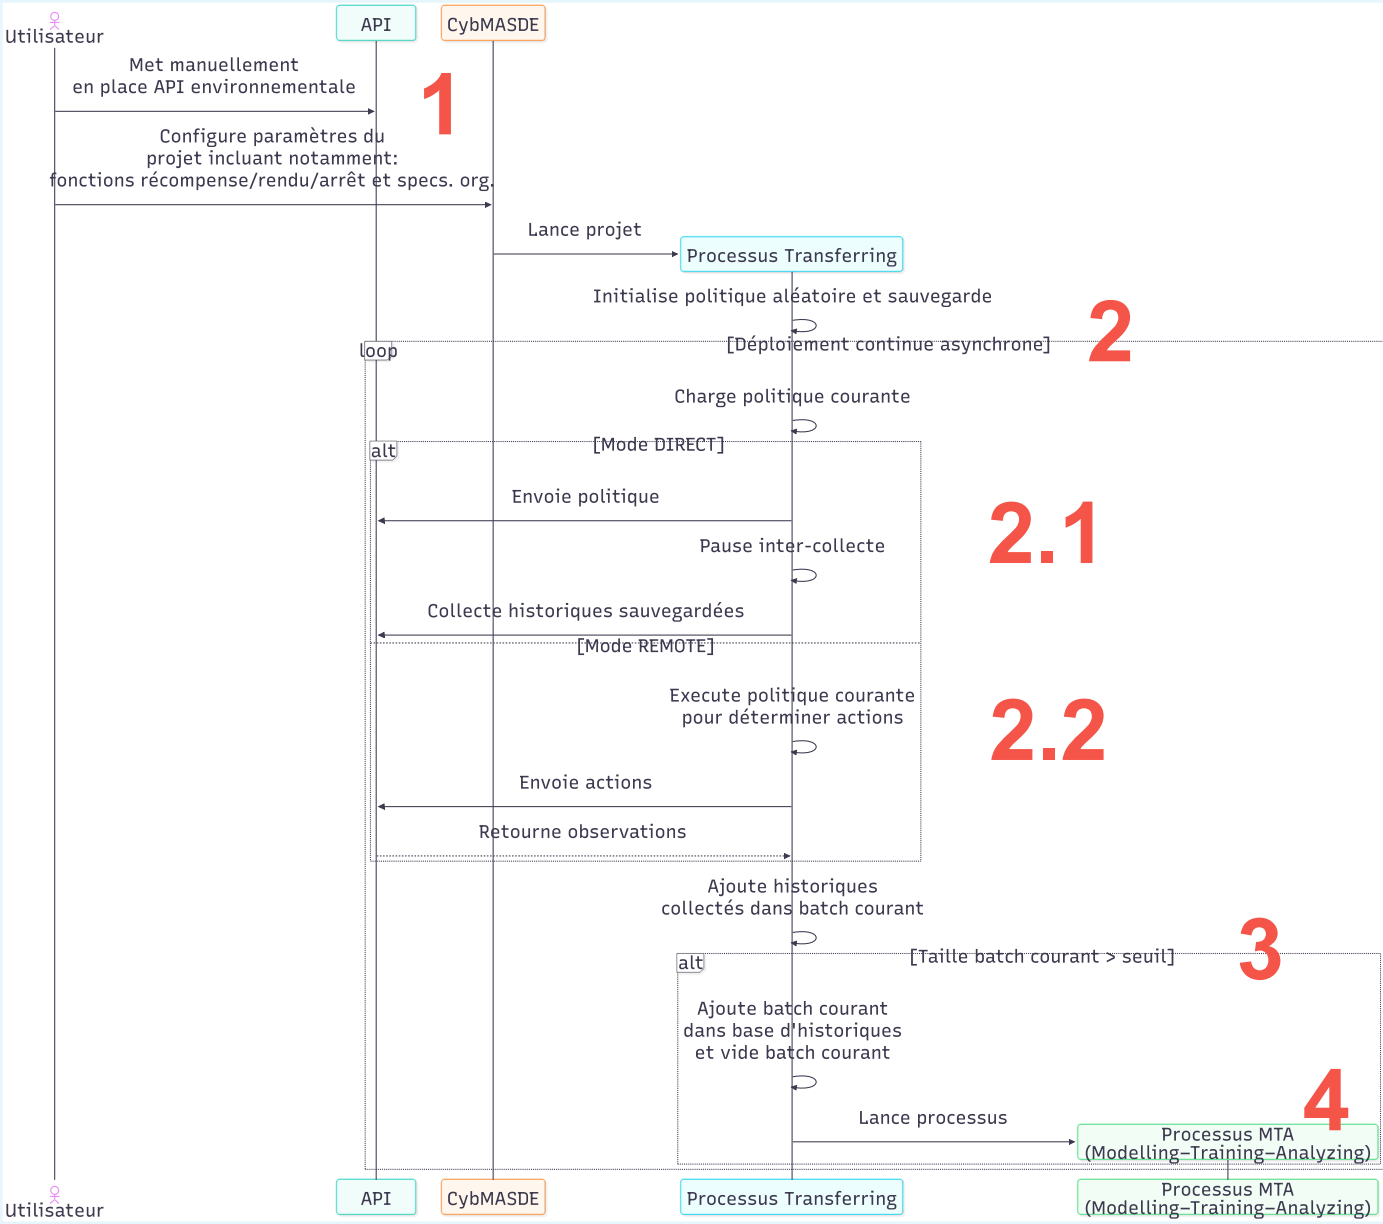 Utilisateur
API
CybMASDE
Met manuellement
en place API environnementale
1
Configure paramètres du
projet incluant notamment:
fonctions récompense/rendu/arrêt et specs. org.
Lance projet
Processus Transferring
Initialise politique aléatoire et sauvegarde
2
loop
[Déploiement continue asynchrone]
Charge politique courante
alt
[Mode DIRECT]
Envoie politique
2.1
Pause inter-collecte
Collecte historiques sauvegardées
[Mode REMOTE]
Execute politique courante
pour déterminer actions
2.2
Envoie actions
Retourne observations
Ajoute historiques
collectés dans batch courant
3
alt
[Taille batch courant > seuil]
Ajoute batch courant
dans base d'historiques
et vide batch courant
4
Lance processus
Processus MTA
(Modelling–Training–Analyzing)
Utilisateur
API
CybMASDE
Processus Transferring
Processus MTA
(Modelling–Training–Analyzing)